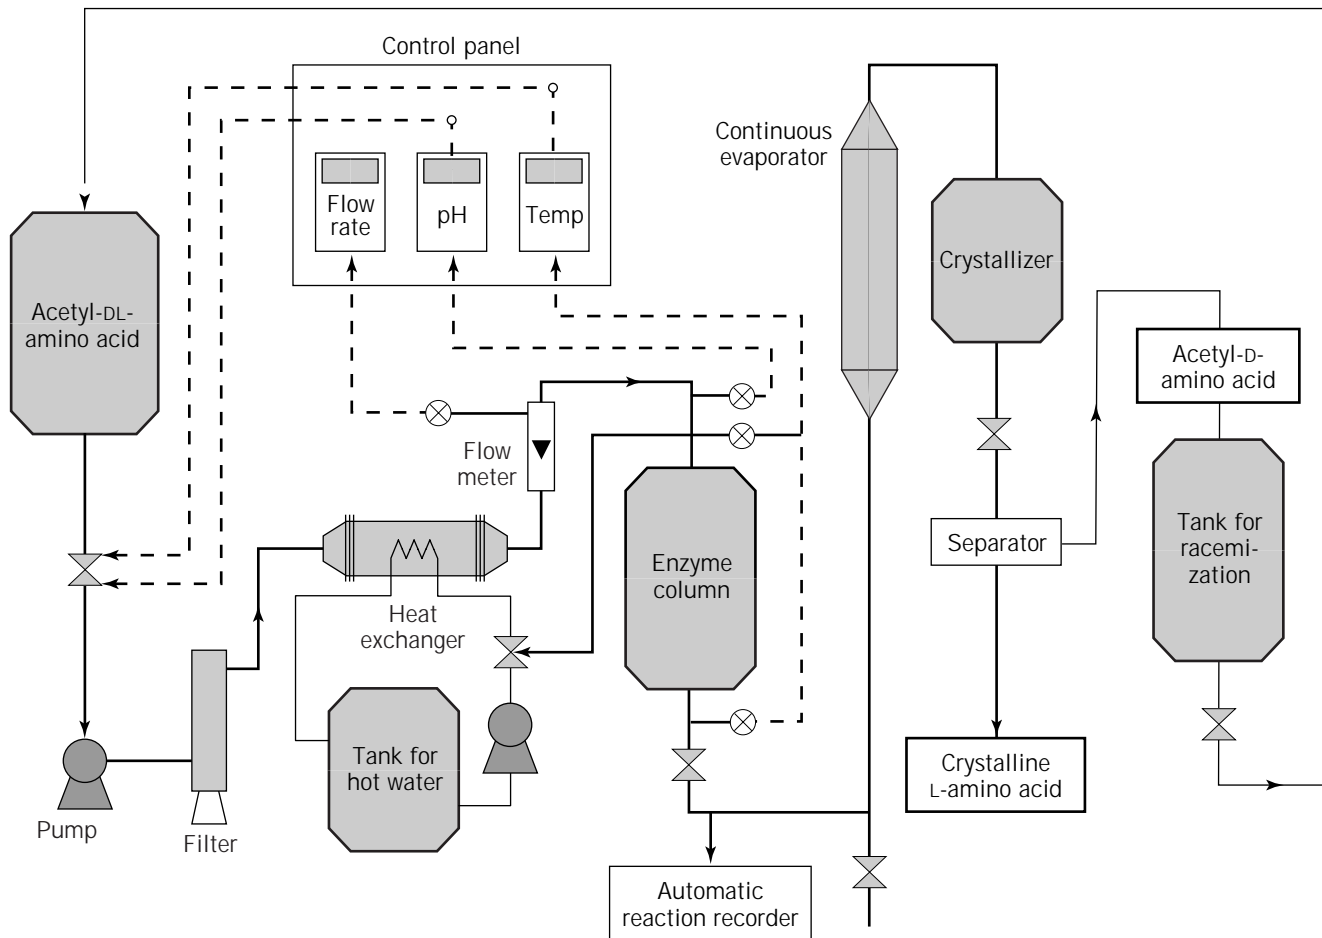 Control panel
Continuous
evaporator
Flow
rate
pH
Temp
Crystallizer
Acetyl-DL-
amino acid
Acetyl-D-
amino acid
Flow
meter
Tank for
racemi-
zation
Separator
Enzyme
column
Heat
exchanger
Tank for
hot water
Crystalline
L-amino acid
Pump
Filter
Automatic
reaction recorder